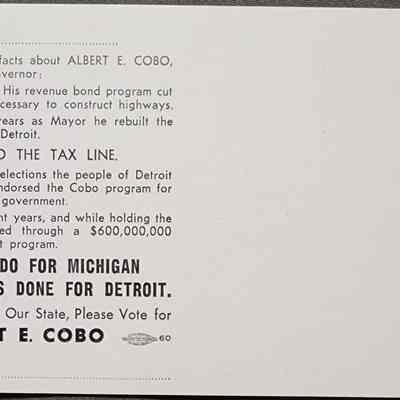 facts about ALBERT E. COBO,
vernor:
His revenue bond program cut
cessary to construct highways.
ears as Mayor he rebuilt the
Detroit.
D THE TAX LINE.
elections the people of Detroit
ndorsed the Cobo program for
government.
nt years, and while holding the
ed through a $600,000,000
t program.
DO FOR MICHIGAN
S DONE FOR DETROIT.
Our State, Please Vote for
T E. COBO 60